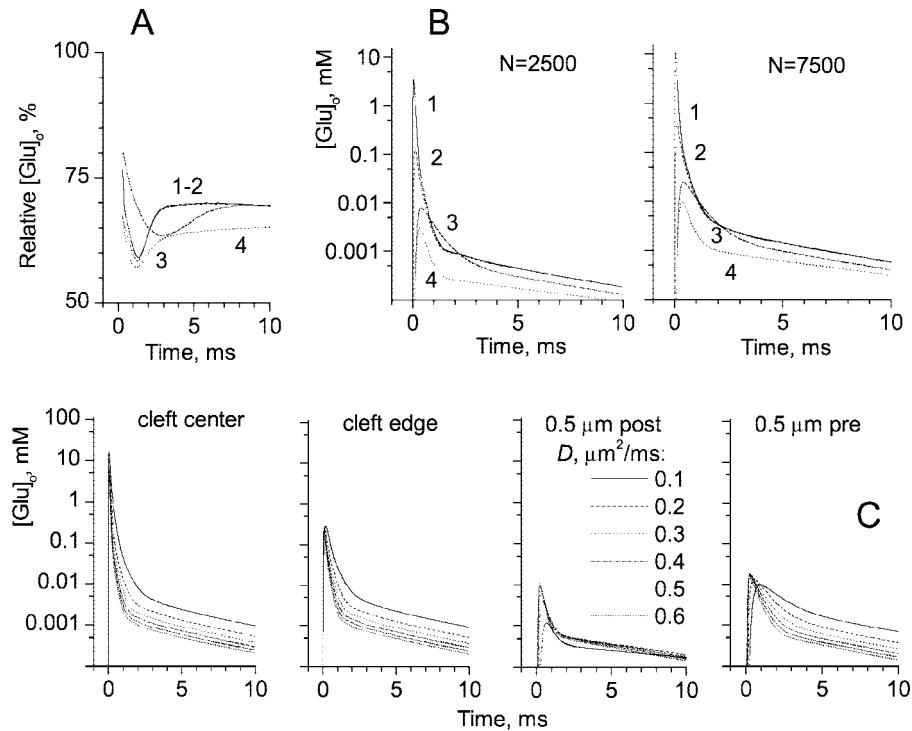 A
Relative [Glu]o, %
100
75
50
1-2
3
4
0 5 10
Time, ms
B
[Glu]o, mM
10
1
0.1
0.01
0.001
N=2500
1
2
3
4
0 5 10
Time, ms
N=7500
1
2
3
4
0 5 10
Time, ms
C
[Glu]o, mM
100
10
1
0.1
0.01
0.001
cleft center
0 5 10
cleft edge
0 5 10
0.5 μm post
D, μm²/ms:
0.1
0.2
0.3
0.4
0.5
0.6
0 5 10
0.5 μm pre
0 5 10
Time, ms